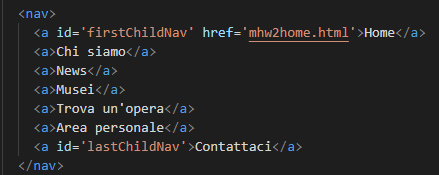 <nav>
<a id='firstChildNav' href='mhw2home.html'>Home</a>
<a>Chi siamo</a>
<a>News</a>
<a>Musei</a>
<a>Trova un'opera</a>
<a>Area personale</a>
<a id='lastChildNav'>Contattaci</a>
</nav>